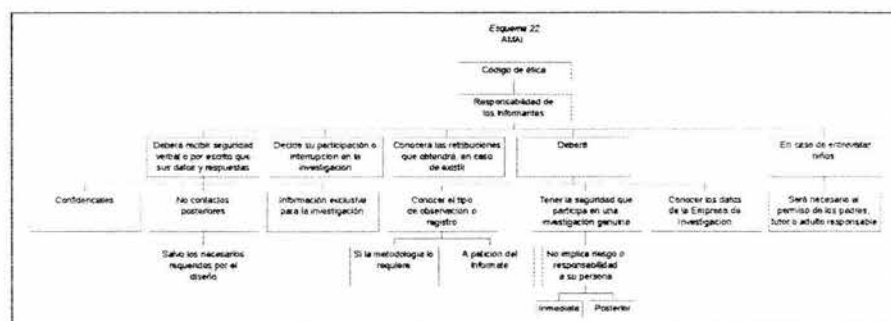 Esquema 22
AMAI
Código de ética
Responsabilidad de
los Informantes
Deberá recibir seguridad
verbal o por escrito que
sus datos y respuestas
Decide su participación o
interrupción en la
investigación
Conocerá las retribuciones
que obtendrá, en caso
de existir
Deberá
En caso de entrevistar
niños
Confidenciales
No contactos
posteriores
Información exclusiva
para la investigación
Conocer el tipo
de observación o
registro
Tener la seguridad que
participa en una
investigación genuina
Conocer los datos
de la Empresa de
Investigación
Será necesario el
permiso de los padres,
tutor o adulto responsable
Salvo los necesarios
requeridos por el
diseño
Si la metodología lo
requiere
A petición del
Informate
No implica riesgo o
responsabilidad
a su persona
Inmediata
Posterior